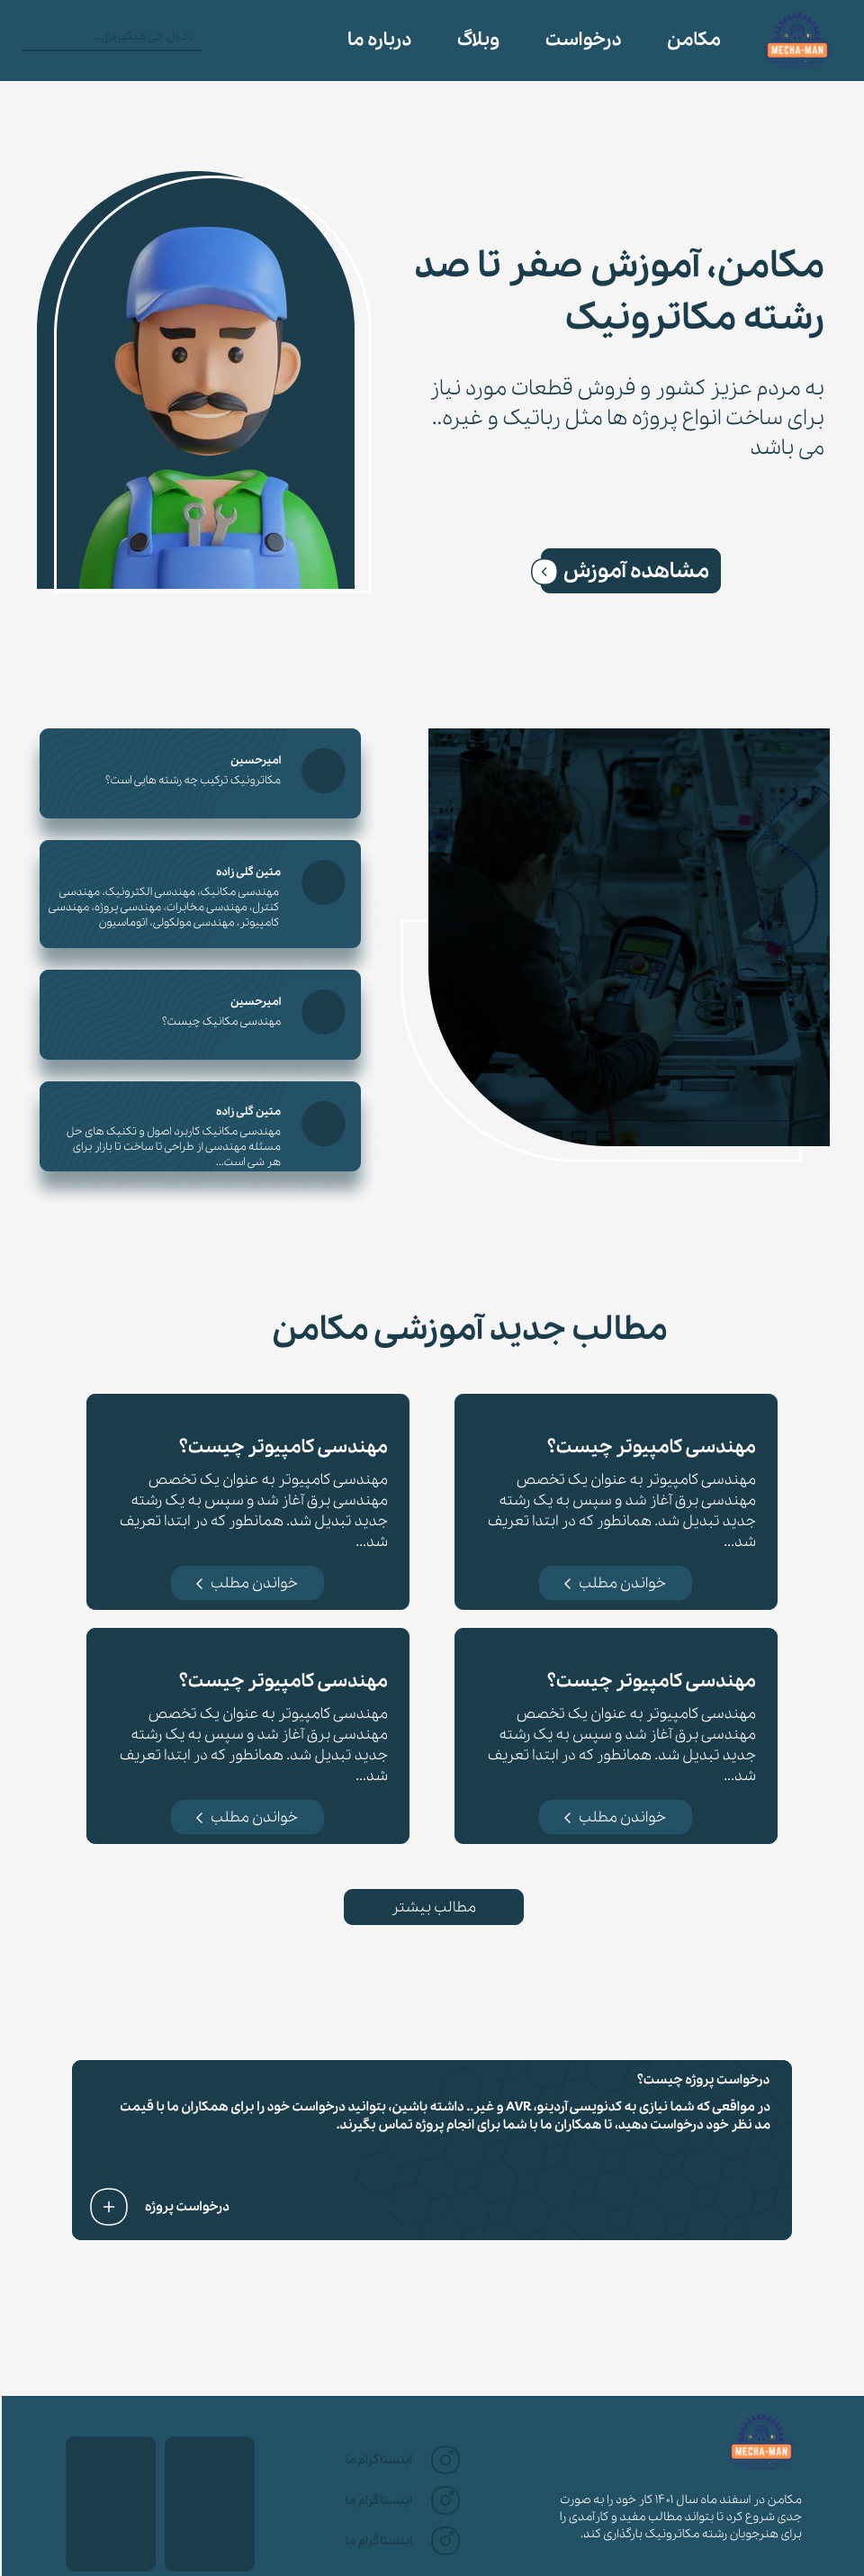 MECHA-MAN
مکامن
درخواست
وبلاگ
درباره ما
دنبال چی میگیردی...
مکامن، آموزش صفر تا صد
رشته مکاترونیک
به مردم عزیز کشور و فروش قطعات مورد نیاز
برای ساخت انواع پروژه ها مثل رباتیک و غیره..
می باشد
مشاهده آموزش
امیرحسین
مکاترونیک ترکیب چه رشته هایی است؟
متین گلی زاده
مهندسی مکانیک، مهندسی الکترونیک، مهندسی
کنترل، مهندسی مخابرات، مهندسی پروژه، مهندسی
کامپیوتر، مهندسی مولکولی، اتوماسیون
امیرحسین
مهندسی مکانیک چیست؟
متین گلی زاده
مهندسی مکانیک کاربرد اصول و تکنیک های حل
مسئله مهندسی از طراحی تا ساخت تا بازار برای
هر شی است...
مطالب جدید آموزشی مکامن
مهندسی کامپیوتر چیست؟
مهندسی کامپیوتر به عنوان یک تخصص
مهندسی برق آغاز شد و سپس به یک رشته
جدید تبدیل شد. همانطور که در ابتدا تعریف
شد...
خواندن مطلب
مهندسی کامپیوتر چیست؟
مهندسی کامپیوتر به عنوان یک تخصص
مهندسی برق آغاز شد و سپس به یک رشته
جدید تبدیل شد. همانطور که در ابتدا تعریف
شد...
خواندن مطلب
مهندسی کامپیوتر چیست؟
مهندسی کامپیوتر به عنوان یک تخصص
مهندسی برق آغاز شد و سپس به یک رشته
جدید تبدیل شد. همانطور که در ابتدا تعریف
شد...
خواندن مطلب
مهندسی کامپیوتر چیست؟
مهندسی کامپیوتر به عنوان یک تخصص
مهندسی برق آغاز شد و سپس به یک رشته
جدید تبدیل شد. همانطور که در ابتدا تعریف
شد...
خواندن مطلب
مطالب بیشتر
درخواست پروژه چیست؟
در مواقعی که شما نیازی به کدنویسی آردینو، AVR و غیر.. داشته باشین، بتوانید درخواست خود را برای همکاران ما با قیمت
مد نظر خود درخواست دهید، تا همکاران ما با شما برای انجام پروژه تماس بگیرند.
درخواست پروژه
MECHA-MAN
مکامن در اسفند ماه سال ۱۴۰۱ کار خود را به صورت
جدی شروع کرد تا بتواند مطالب مفید و کارآمدی را
برای هنرجویان رشته مکاترونیک بارگذاری کند.
اینستاگرام ما
اینستاگرام ما
اینستاگرام ما